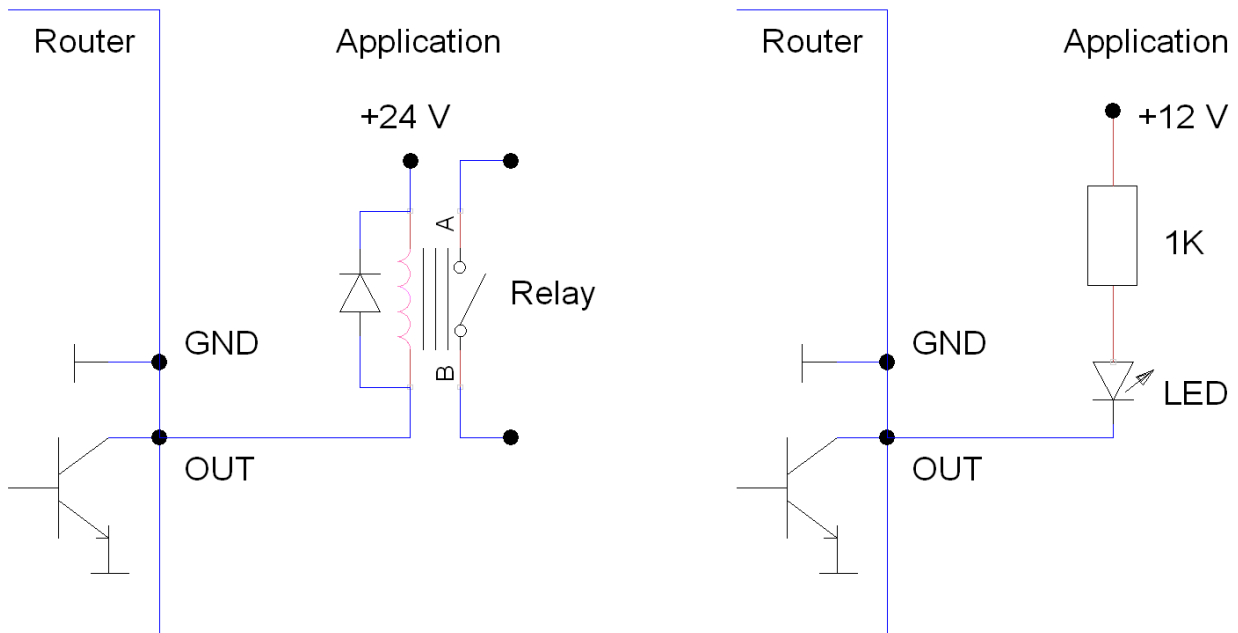 Router
Application
+24 V
A
Relay
GND
B
OUT
Router
Application
+12 V
1K
GND
LED
OUT